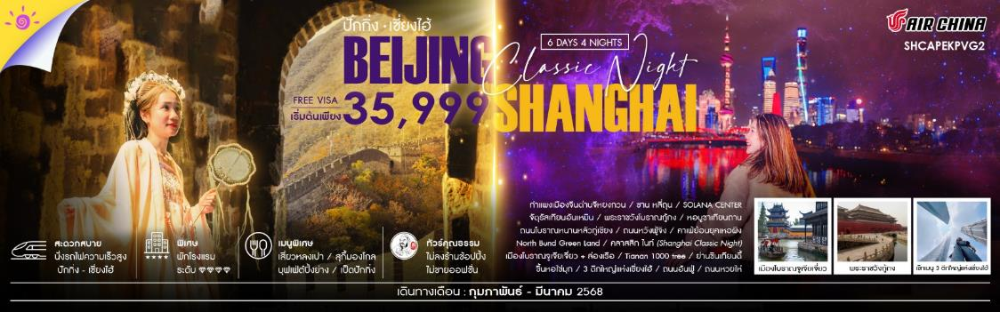 AIR CHINA
SHCAPEKPVG2
ปักกิ่ง · เซี่ยงไฮ้
BEIJING
FREE VISA
เริ่มต้นเพียง 35,999
6 DAYS 4 NIGHTS
Classic Night
SHANGHAI
กำแพงเมืองจีนด่านจีหยงกวน / ซาน หลี่ถุน / SOLANA CENTER
จัตุรัสเทียนอันเหมิน / พระราชวังโบราณกู้กง / หอบูชาเทียนถาน
ถนนโบราณหนานหลัวกู่เซียง / ถนนหวังฝูจิ่ง / คาเฟ่ย้อนยุคเหอผิง
North Bund Green Land / คลาสสิก ไนท์ (Shanghai Classic Night)
เมืองโบราณจูเจียเจี่ยว + ล่องเรือ / Tianan 1000 tree / ย่านซินเทียนตี้
ขึ้นหอไข่มุก / 3 ตึกใหญ่แห่งเซี่ยงไฮ้ / ถนนอันฝู / ถนนหวยไห่
สะดวกสบาย
นั่งรถไฟความเร็วสูง
ปักกิ่ง - เซี่ยงไฮ้
พิเศษ
พักโรงแรม
ระดับ
เมนูพิเศษ
เสี่ยวหลงเปา / สุกี้มองโกล
บุฟเฟ่ต์ปิ้งย่าง / เป็ดปักกิ่ง
ทัวร์คุณธรรม
ไม่ลงร้านช้อปปิ้ง
ไม่ขายออฟชั่น
เมืองโบราณจูเจียเจี่ยว
พระราชวังกู้กง
เช็กเมนู 3 ตึกใหญ่แห่งเซี่ยงไฮ้
เดินทางเดือน : กุมภาพันธ์ - มีนาคม 2568